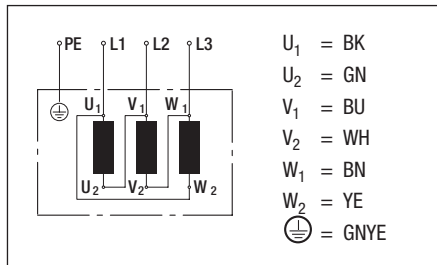 PE L1 L2 L3
U₁ V₁ W₁
U₂ V₂ W₂
U₁ = BK
U₂ = GN
V₁ = BU
V₂ = WH
W₁ = BN
W₂ = YE
⏚ = GNYE